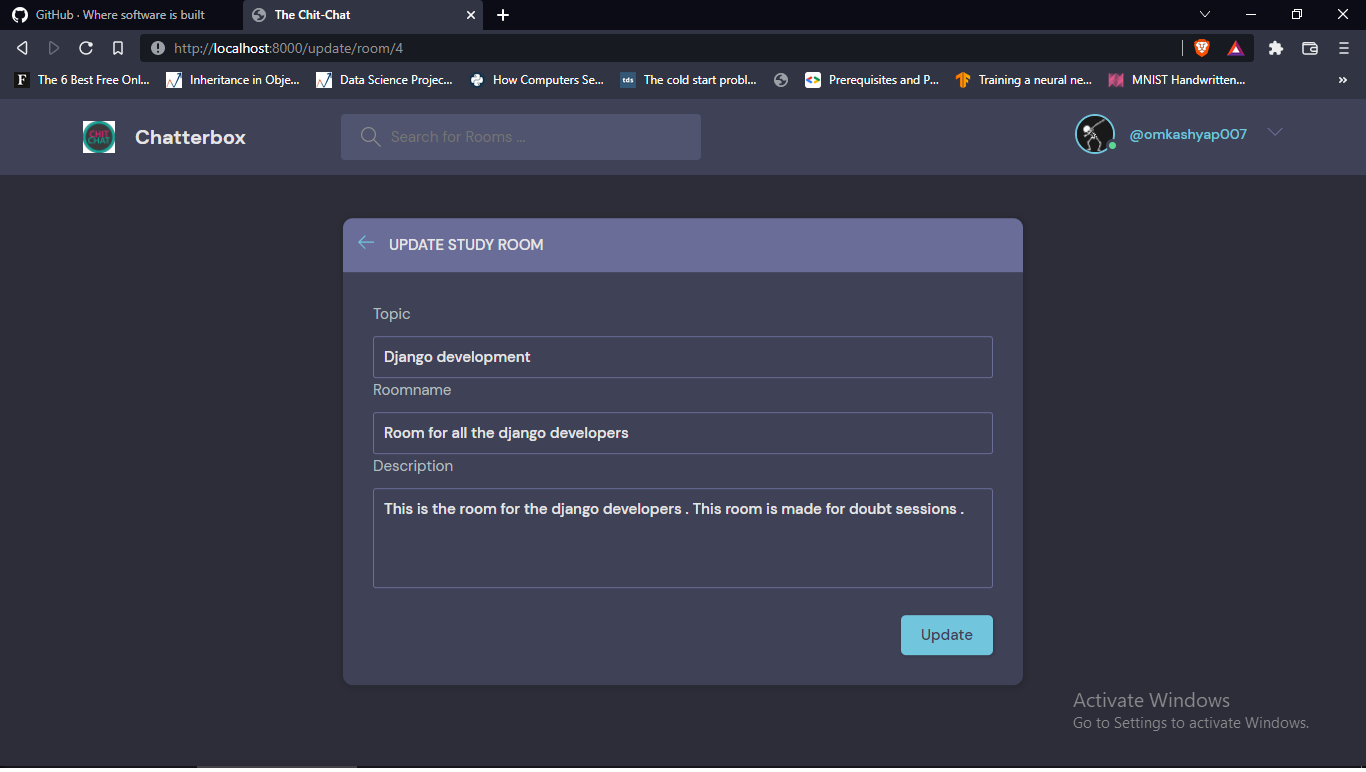 GitHub · Where software is built
The Chit-Chat
http://localhost:8000/update/room/4
F The 6 Best Free Onl...
Inheritance in Obje...
Data Science Projec...
How Computers Se...
tds The cold start probl...
Prerequisites and P...
Training a neural ne...
MNIST Handwritten...
CHIT CHAT
Chatterbox
Search for Rooms ...
@omkashyap007
UPDATE STUDY ROOM
Topic
Django development
Roomname
Room for all the django developers
Description
This is the room for the django developers . This room is made for doubt sessions .
Update
Activate Windows
Go to Settings to activate Windows.